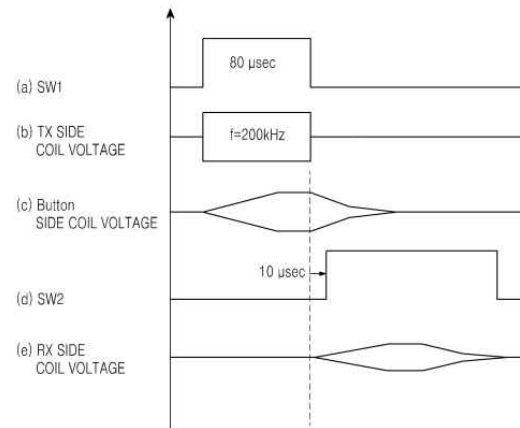 (a) SW1
80 μsec
(b) TX SIDE
COIL VOLTAGE
f=200kHz
(c) Button
SIDE COIL VOLTAGE
10 μsec
(d) SW2
(e) RX SIDE
COIL VOLTAGE